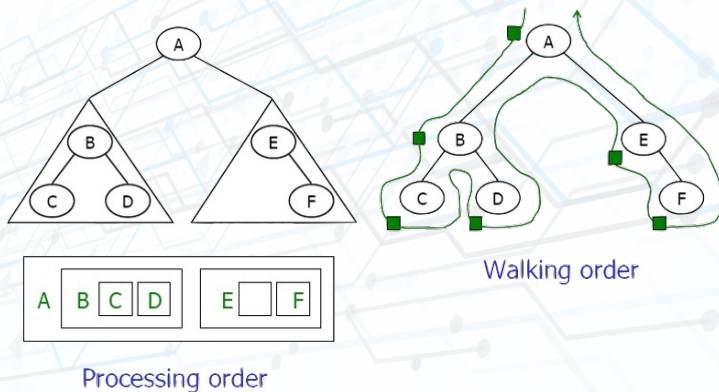 A
B
E
C
D
F
A B C D E F
Processing order
A
B
E
C
D
F
Walking order